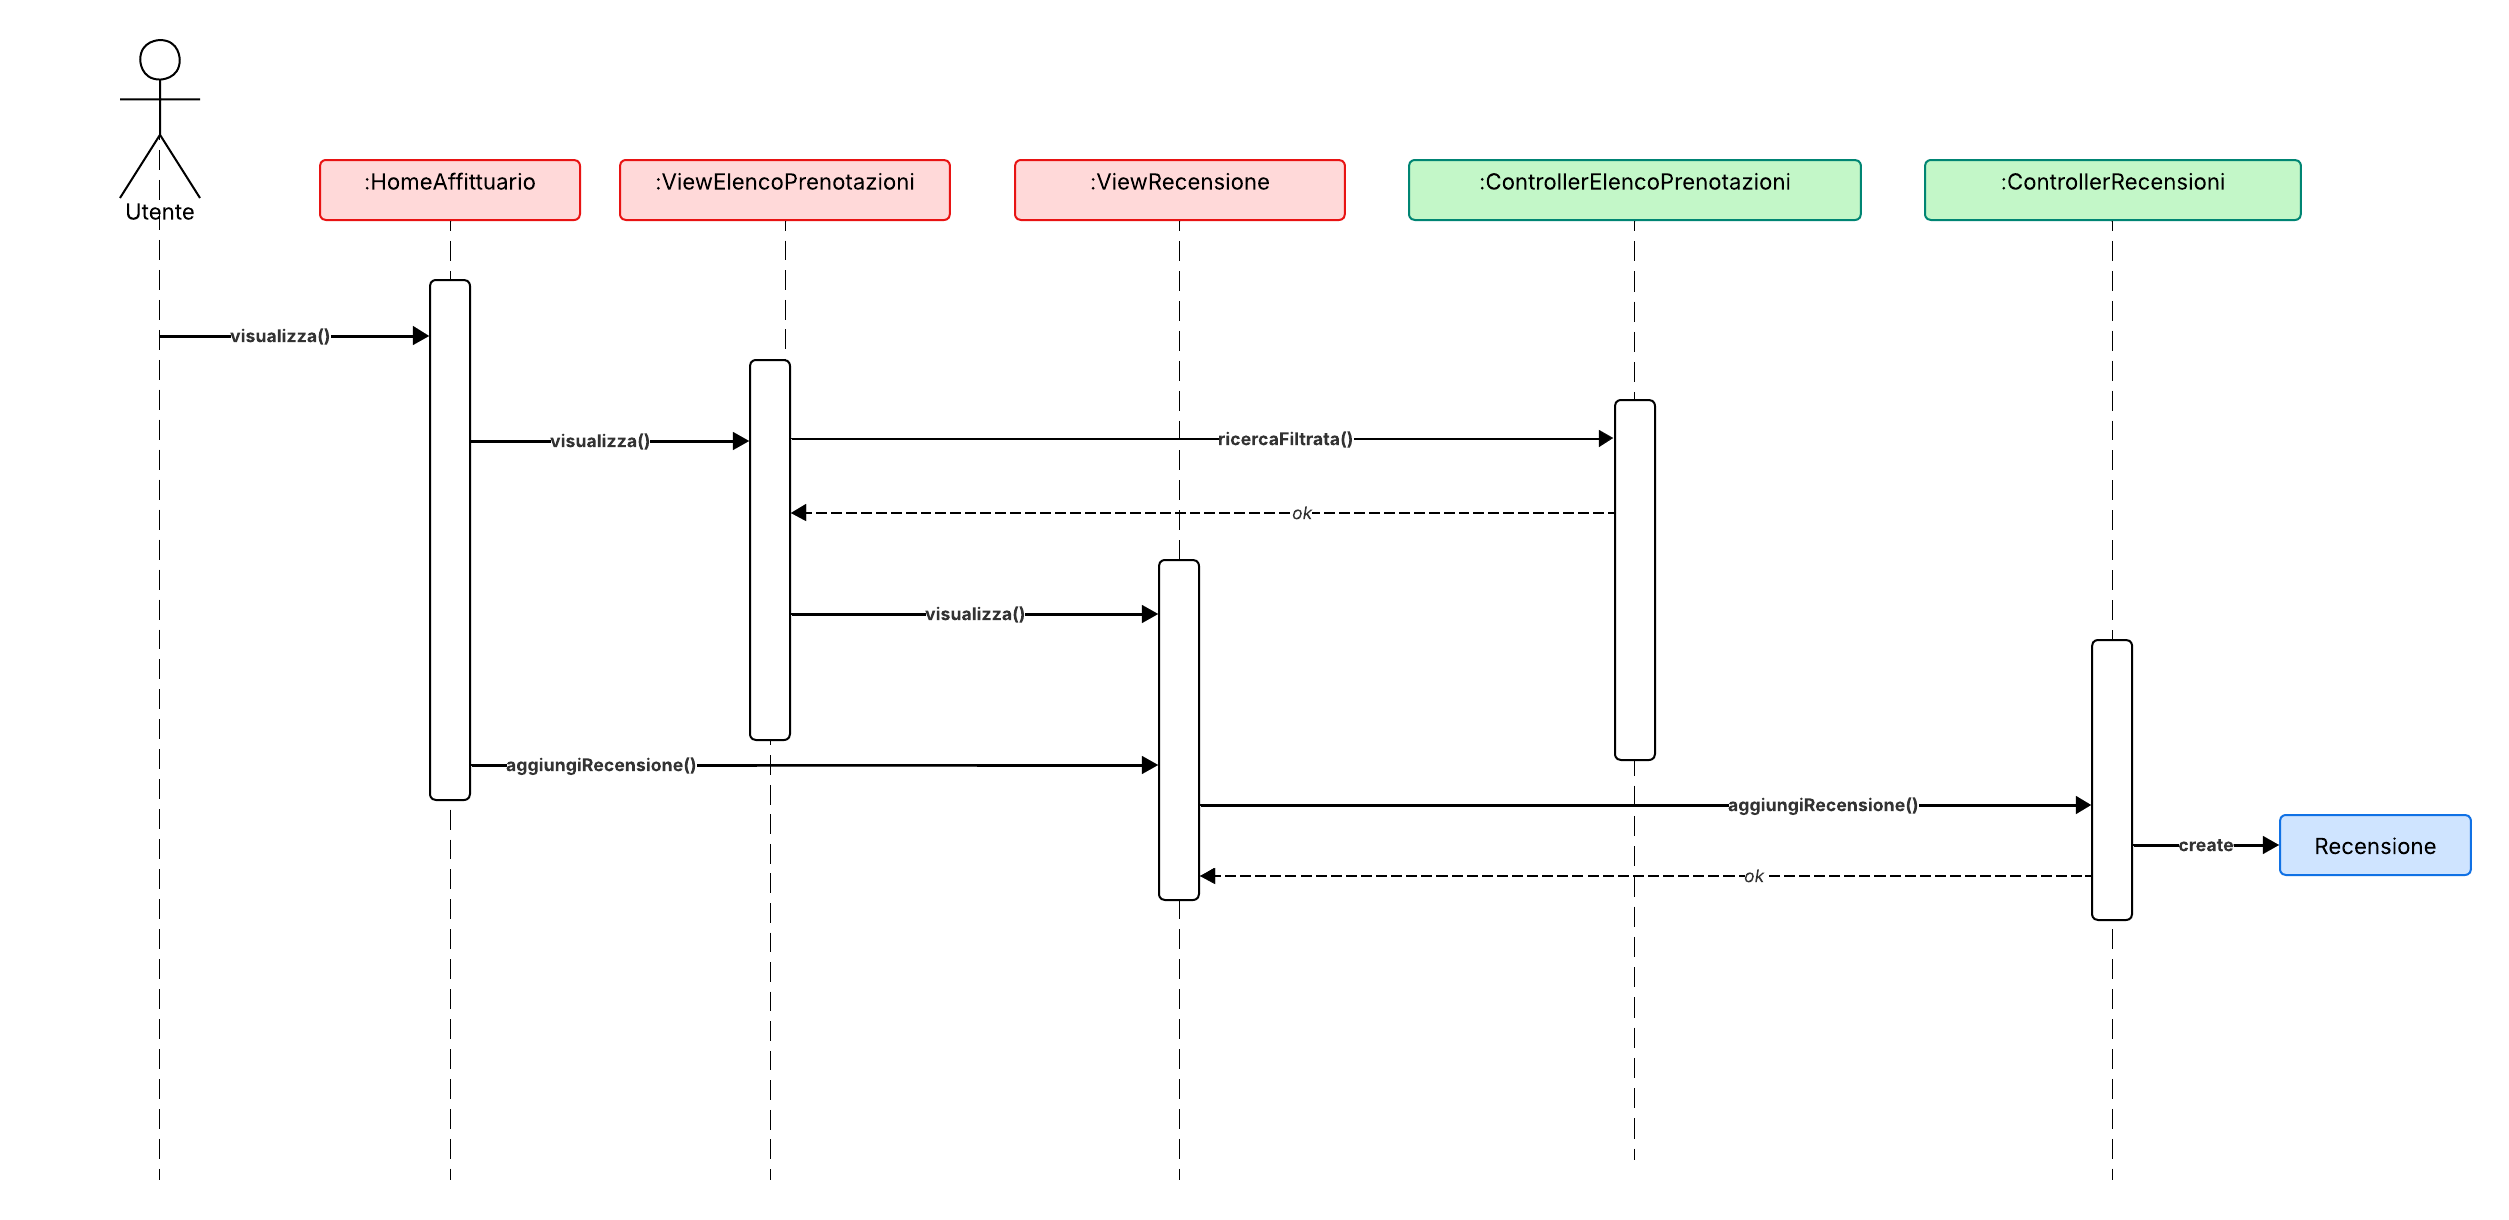 Utente
:HomeAffittuario
:ViewElencoPrenotazioni
:ViewRecensione
:ControllerElencoPrenotazioni
:ControllerRecensioni
visualizza()
visualizza()
ricercaFiltrata()
ok
visualizza()
aggiungiRecensione()
aggiungiRecensione()
create
Recensione
ok